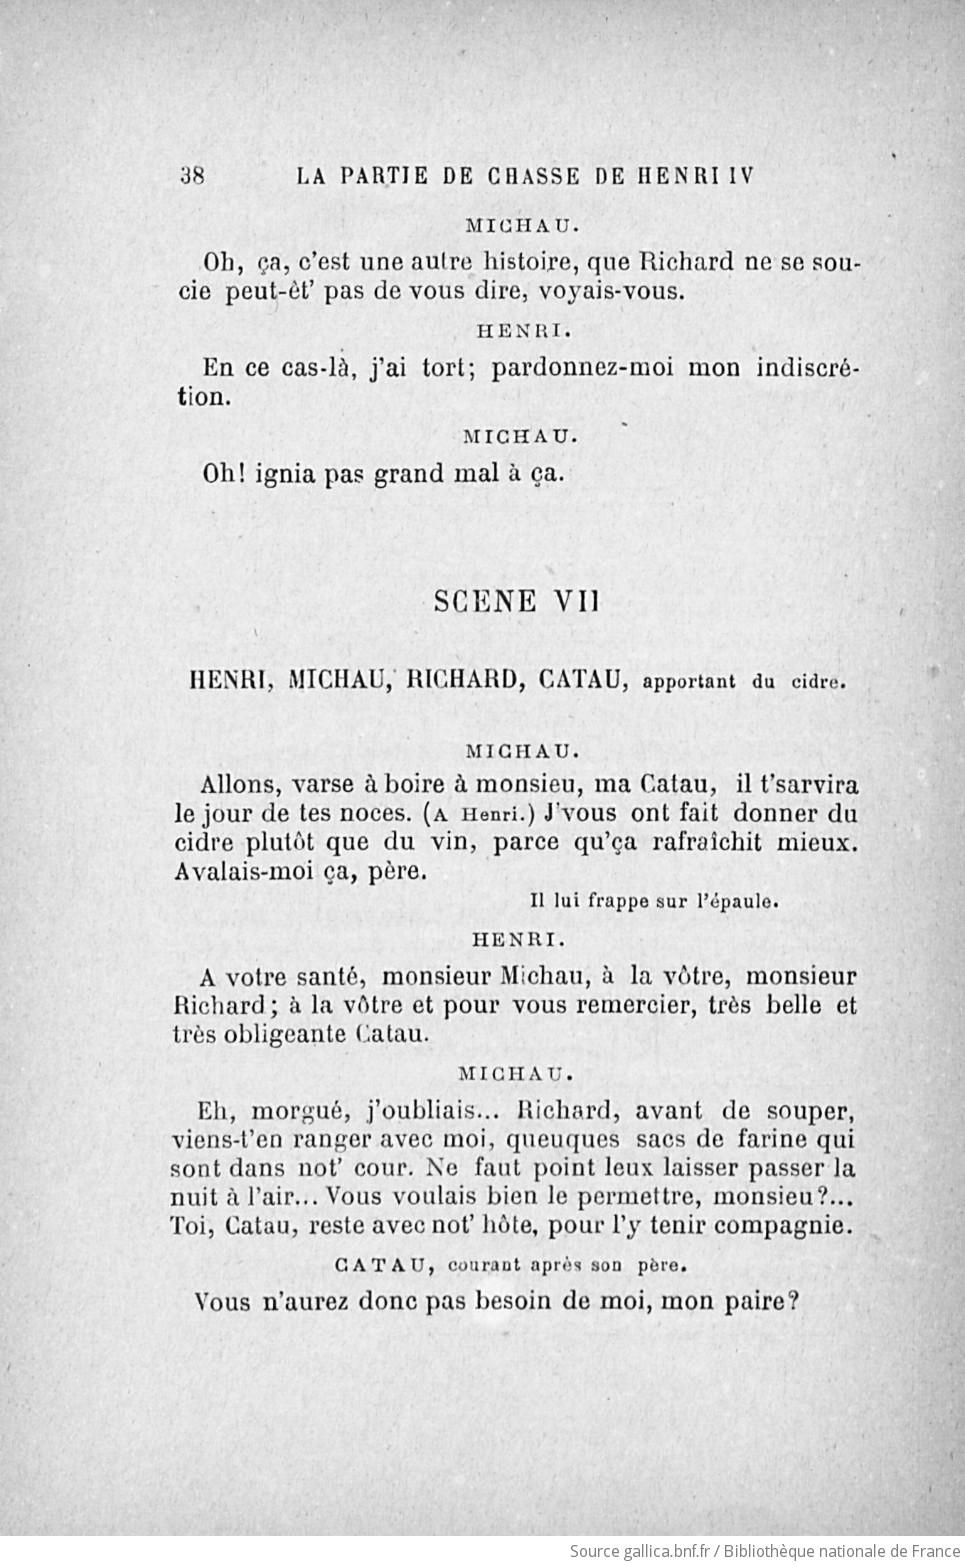 38 LA PARTIE DE CHASSE DE HENRI IV
MICHAU.
Oh, ça, c'est une autre histoire, que Richard ne se sou-
cie peut-êt' pas de vous dire, voyais-vous.
HENRI.
En ce cas-là, j'ai tort; pardonnez-moi mon indiscré-
tion.
MICHAU.
Oh! ignia pas grand mal à ça.
SCENE VII
HENRI, MICHAU, RICHARD, CATAU, apportant du cidre.
MICHAU.
Allons, varse à boire à monsieu, ma Catau, il t'sarvira
le jour de tes noces. (A Henri.) J'vous ont fait donner du
cidre plutôt que du vin, parce qu'ça rafraîchit mieux.
Avalais-moi ça, père.
Il lui frappe sur l'épaule.
HENRI.
A votre santé, monsieur Michau, à la vôtre, monsieur
Richard; à la vôtre et pour vous remercier, très belle et
très obligeante Catau.
MICHAU.
Eh, morgué, j'oubliais... Richard, avant de souper,
viens-t'en ranger avec moi, queuques sacs de farine qui
sont dans not' cour. Ne faut point leux laisser passer la
nuit à l'air... Vous voulais bien le permettre, monsieu?...
Toi, Catau, reste avec not' hôte, pour l'y tenir compagnie.
CATAU, courant après son père.
Vous n'aurez donc pas besoin de moi, mon paire?
Source gallica.bnf.fr / Bibliothèque nationale de France